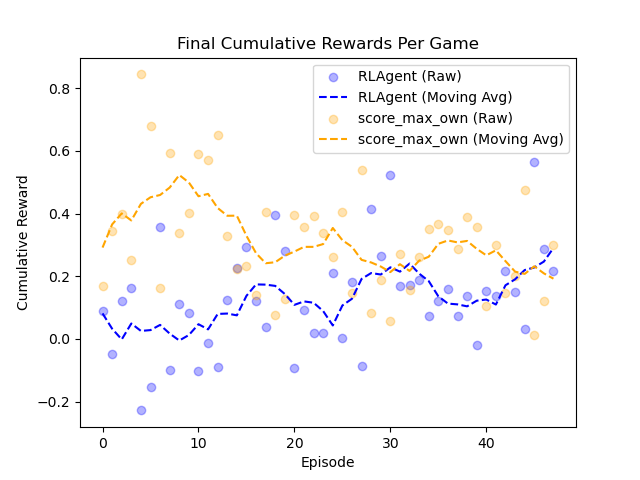 Final Cumulative Rewards Per Game
RLAgent (Raw)
RLAgent (Moving Avg)
score_max_own (Raw)
score_max_own (Moving Avg)
Cumulative Reward
0.8
0.6
0.4
0.2
0.0
−0.2
0
10
20
30
40
Episode